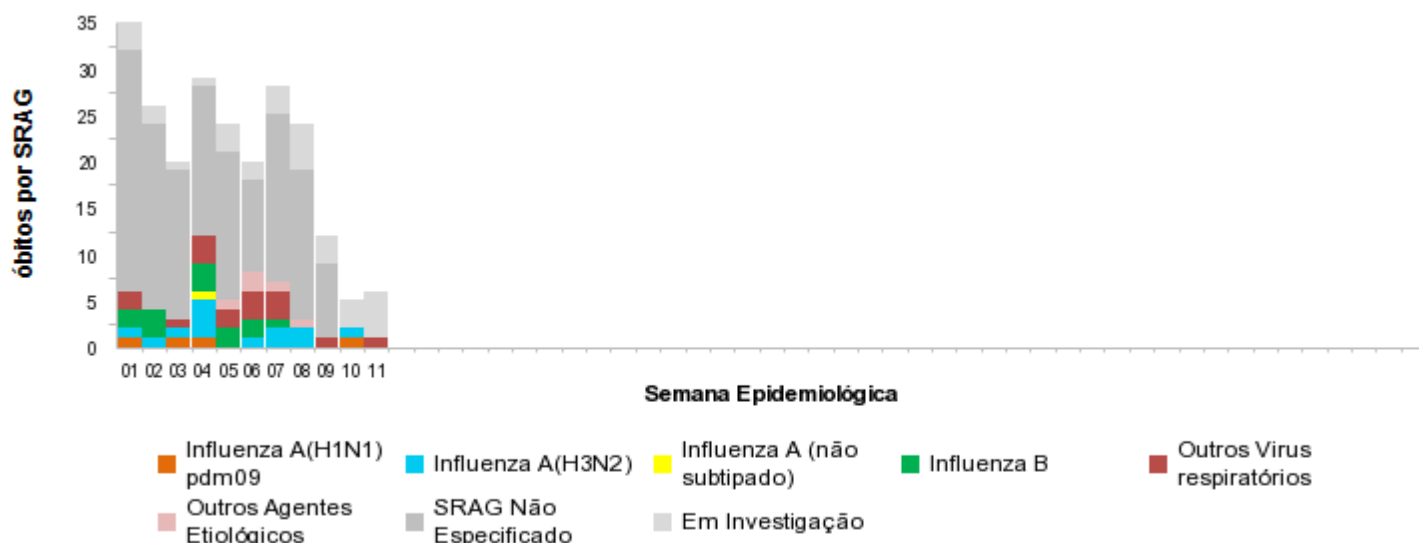 óbitos por SRAG
35
30
25
20
15
10
5
0
01 02 03 04 05 06 07 08 09 10 11
Semana Epidemiológica
Influenza A(H1N1)
pdm09
Influenza A(H3N2)
Influenza A (não
subtipado)
Influenza B
Outros Virus
respiratórios
Outros Agentes
Etiológicos
SRAG Não
Especificado
Em Investigação